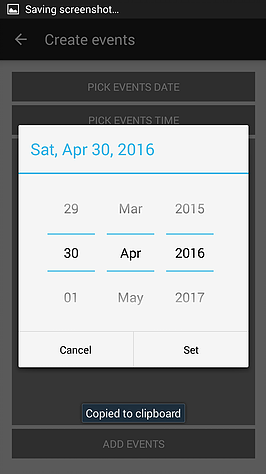 Saving screenshot...
Create events
PICK EVENTS DATE
PICK EVENTS TIME
Sat, Apr 30, 2016
29 Mar 2015
30 Apr 2016
01 May 2017
Cancel Set
Copied to clipboard
ADD EVENTS